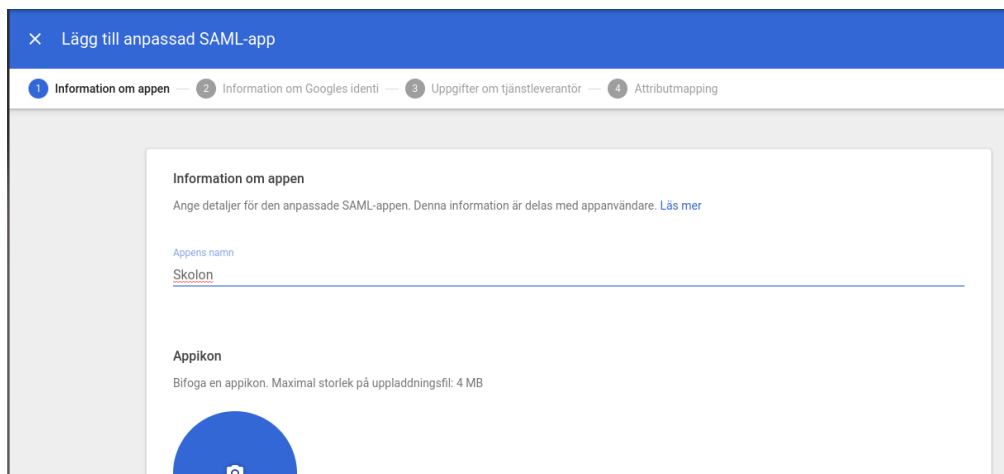 Lägg till anpassad SAML-app
1 Information om appen 2 Information om Googles identi 3 Uppgifter om tjänstleverantör 4 Attributmapping
Information om appen
Ange detaljer för den anpassade SAML-appen. Denna information är delas med appanvändare. Läs mer
Appens namn
Skolon
Appikon
Bifoga en appikon. Maximal storlek på uppladdningsfil: 4 MB